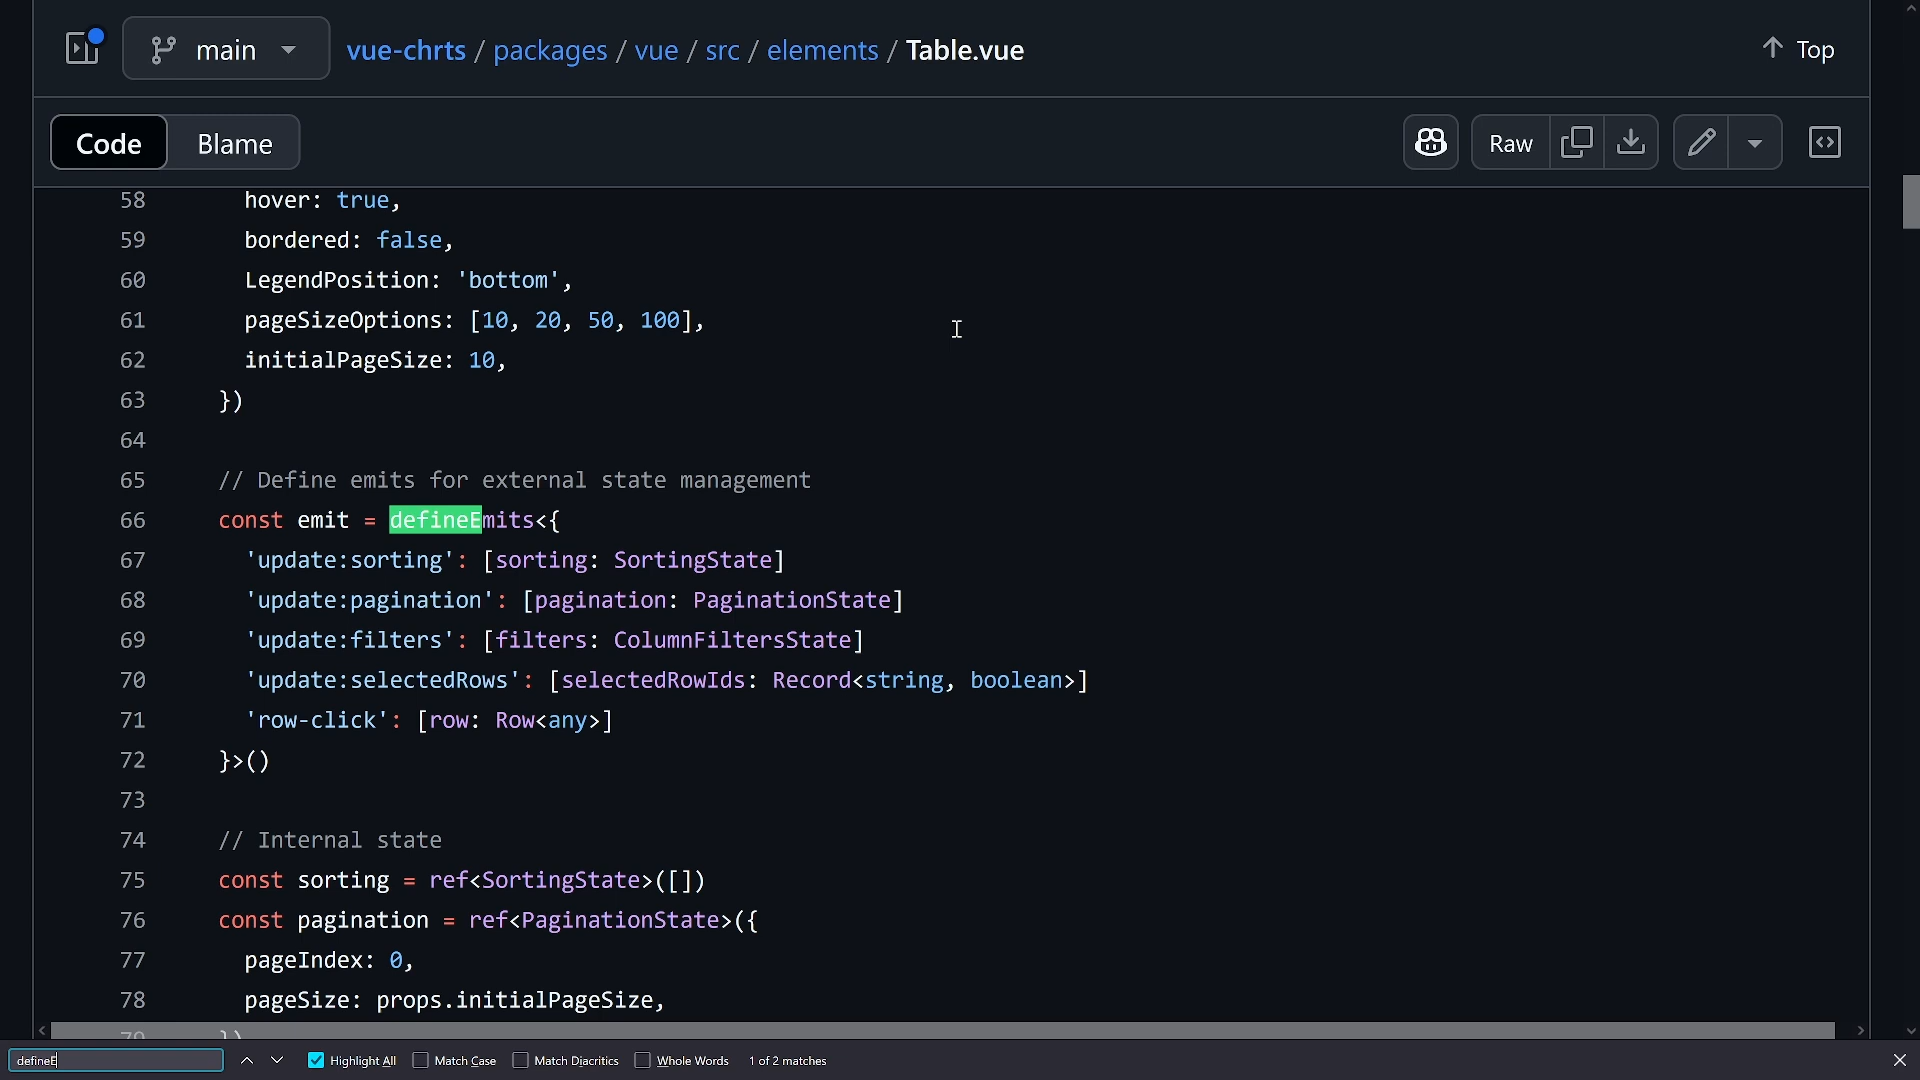 main
vue-chrts / packages / vue / src / elements / Table.vue
Top
Code
Blame
Raw
58 hover: true,
59 bordered: false,
60 LegendPosition: 'bottom',
61 pageSizeOptions: [10, 20, 50, 100],
62 initialPageSize: 10,
63 })
64
65 // Define emits for external state management
66 const emit = defineEmits<{
67 'update:sorting': [sorting: SortingState]
68 'update:pagination': [pagination: PaginationState]
69 'update:filters': [filters: ColumnFiltersState]
70 'update:selectedRows': [selectedRowIds: Record<string, boolean>]
71 'row-click': [row: Row<any>]
72 }>()
73
74 // Internal state
75 const sorting = ref<SortingState>([])
76 const pagination = ref<PaginationState>({
77 pageIndex: 0,
78 pageSize: props.initialPageSize,
79 })
defineE
Highlight All
Match Case
Match Diacritics
Whole Words
1 of 2 matches